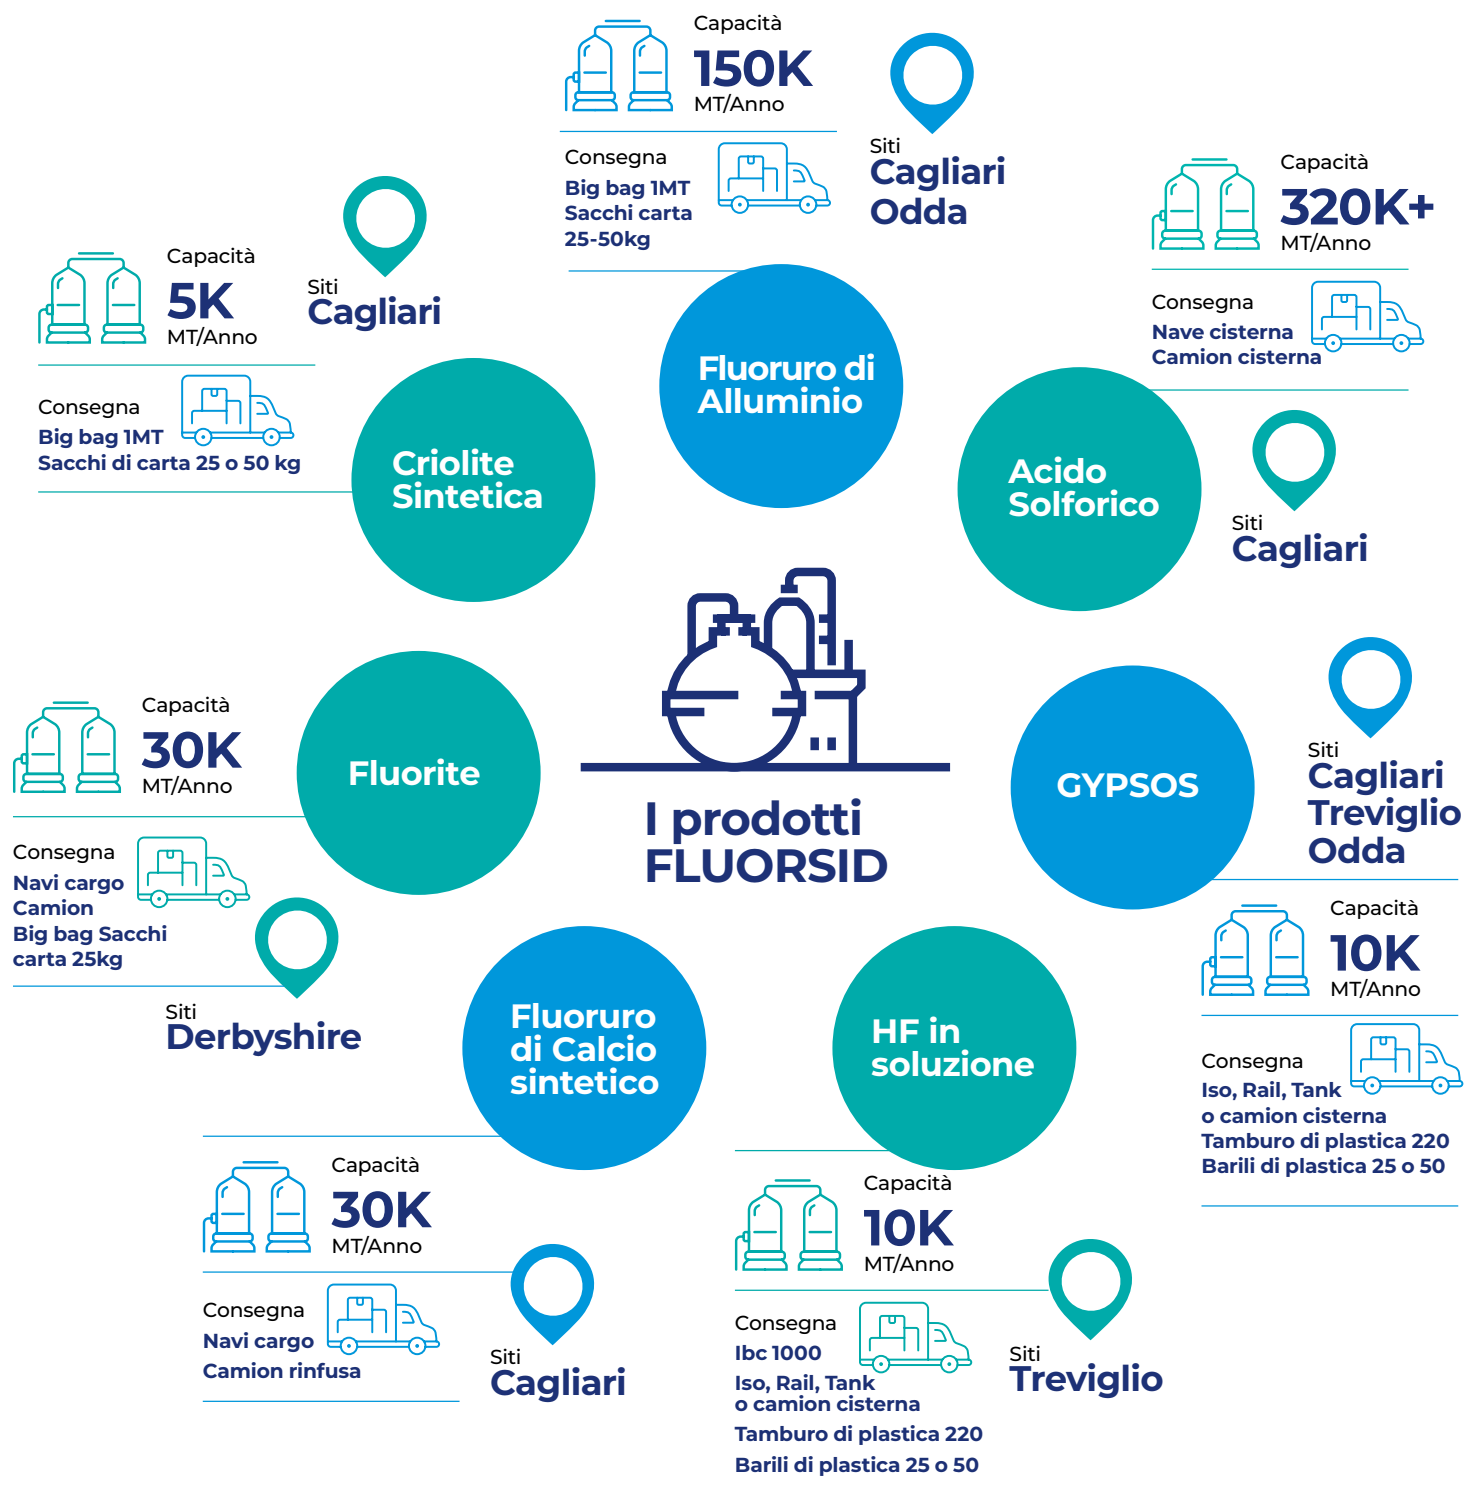 I prodotti
FLUORSID
Fluoruro di
Alluminio
Capacità
150K
MT/Anno
Consegna
Big bag 1MT
Sacchi carta
25-50kg
Siti
Cagliari
Odda
Acido
Solforico
Capacità
320K+
MT/Anno
Consegna
Nave cisterna
Camion cisterna
Siti
Cagliari
GYPSOS
Siti
Cagliari
Treviglio
Odda
Capacità
10K
MT/Anno
Consegna
Iso, Rail, Tank
o camion cisterna
Tamburo di plastica 220
Barili di plastica 25 o 50
HF in
soluzione
Capacità
10K
MT/Anno
Consegna
Ibc 1000
Iso, Rail, Tank
o camion cisterna
Tamburo di plastica 220
Barili di plastica 25 o 50
Siti
Treviglio
Fluoruro
di Calcio
sintetico
Capacità
30K
MT/Anno
Consegna
Navi cargo
Camion rinfusa
Siti
Cagliari
Fluorite
Capacità
30K
MT/Anno
Consegna
Navi cargo
Camion
Big bag Sacchi
carta 25kg
Siti
Derbyshire
Criolite
Sintetica
Capacità
5K
MT/Anno
Consegna
Big bag 1MT
Sacchi di carta 25 o 50 kg
Siti
Cagliari